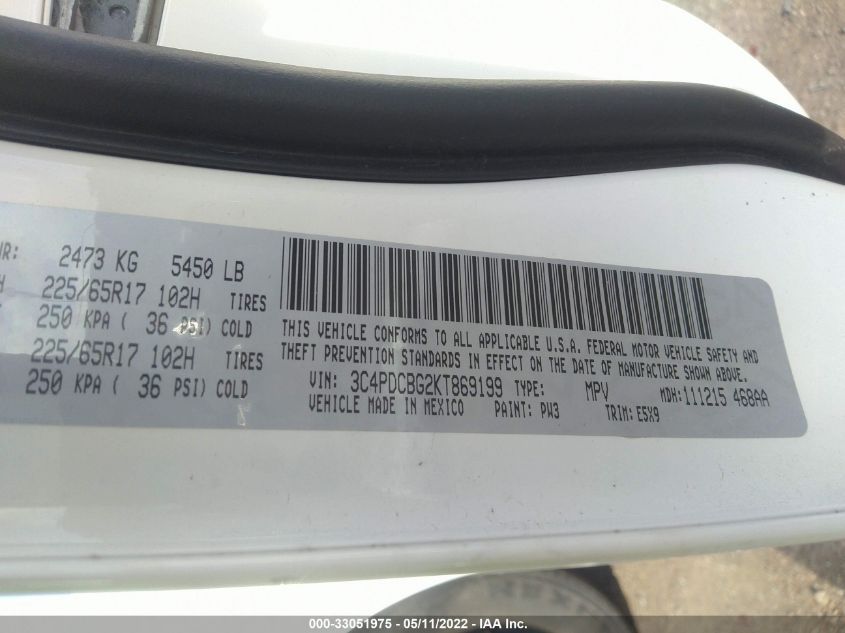 2473 KG 5450 LB
225/65R17 102H TIRES
250 KPA ( 36 PSI) COLD
225/65R17 102H TIRES
250 KPA ( 36 PSI) COLD
THIS VEHICLE CONFORMS TO ALL APPLICABLE U.S.A. FEDERAL MOTOR VEHICLE SAFETY AND
THEFT PREVENTION STANDARDS IN EFFECT ON THE DATE OF MANUFACTURE SHOWN ABOVE.
VIN: 3C4PDCBG2KT869199 TYPE: MPV MDH: 111215 468AA
VEHICLE MADE IN MEXICO PAINT: PW3 TRIM: E5X9
000-33051975 - 05/11/2022 - IAA Inc.